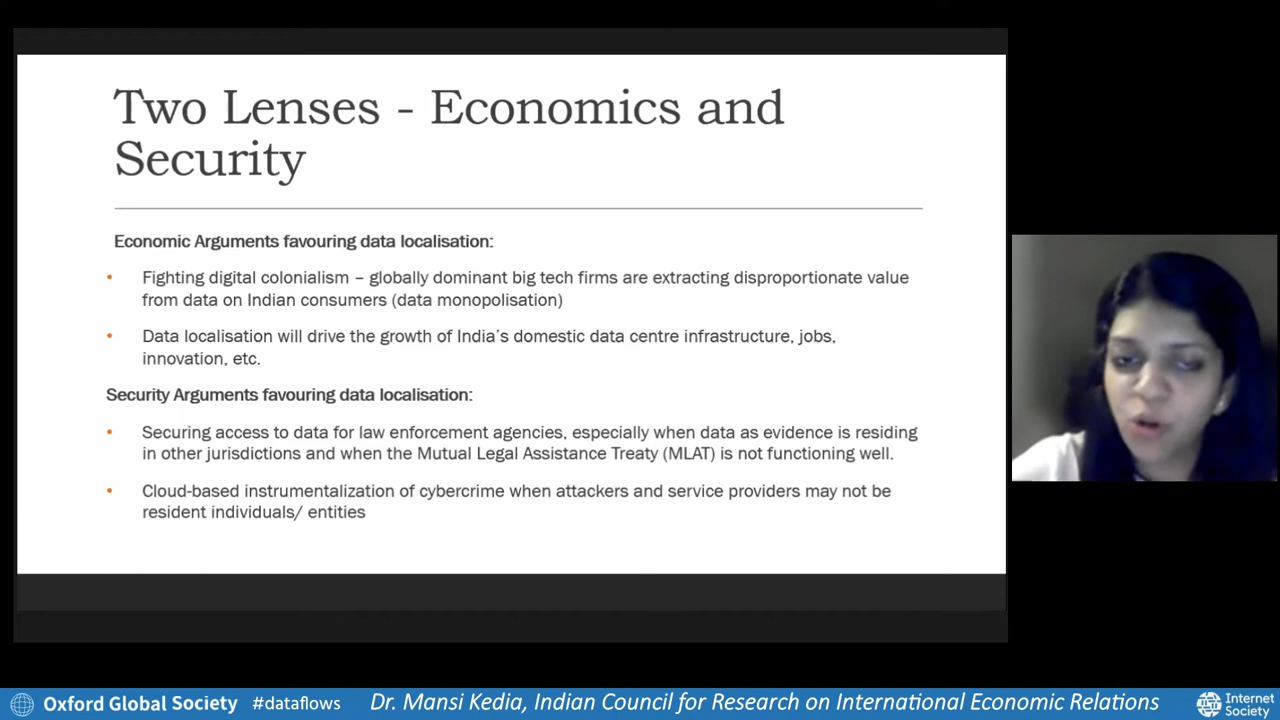 Two Lenses - Economics and
Security
Economic Arguments favouring data localisation:
• Fighting digital colonialism – globally dominant big tech firms are extracting disproportionate value
from data on Indian consumers (data monopolisation)
• Data localisation will drive the growth of India’s domestic data centre infrastructure, jobs,
innovation, etc.
Security Arguments favouring data localisation:
• Securing access to data for law enforcement agencies, especially when data as evidence is residing
in other jurisdictions and when the Mutual Legal Assistance Treaty (MLAT) is not functioning well.
• Cloud-based instrumentalization of cybercrime when attackers and service providers may not be
resident individuals/ entities
Oxford Global Society #dataflows Dr. Mansi Kedia, Indian Council for Research on International Economic Relations
Internet
Society